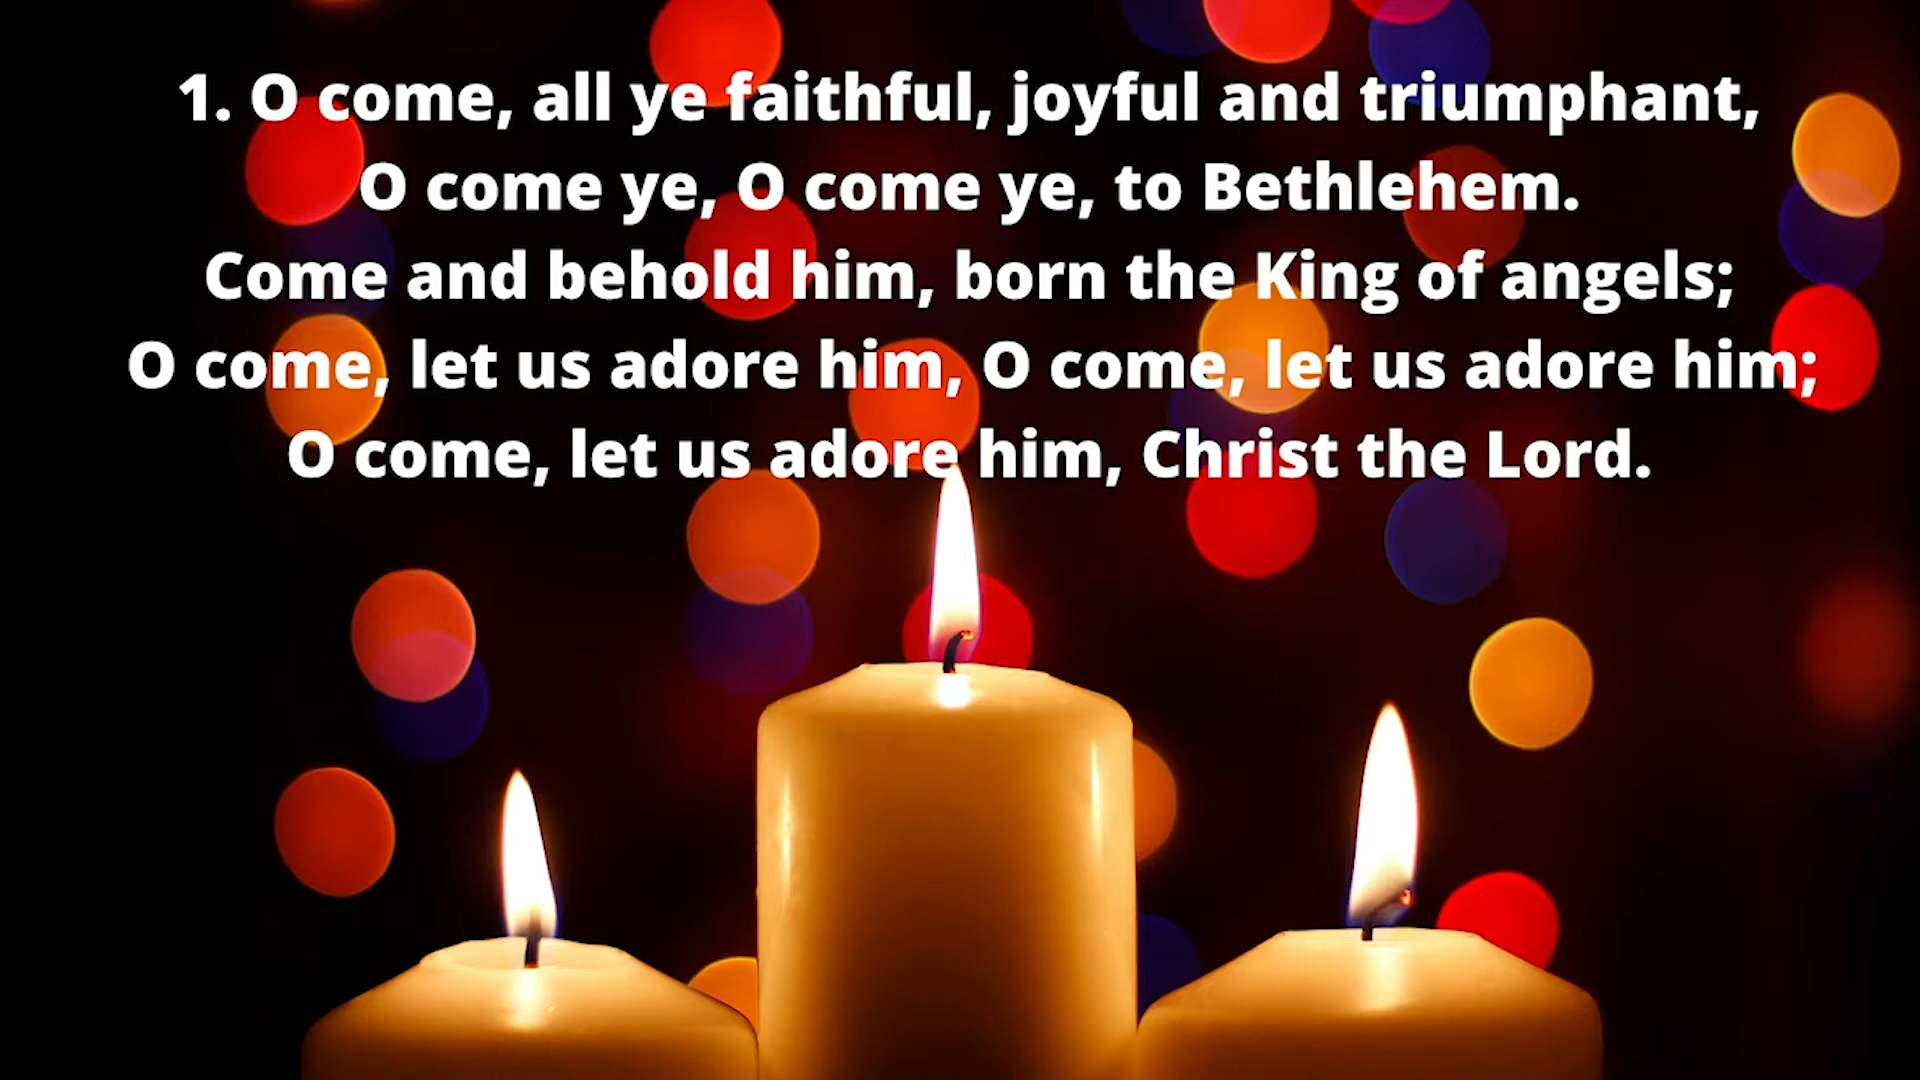 1. O come, all ye faithful, joyful and triumphant,
O come ye, O come ye, to Bethlehem.
Come and behold him, born the King of angels;
O come, let us adore him, O come, let us adore him;
O come, let us adore him, Christ the Lord.